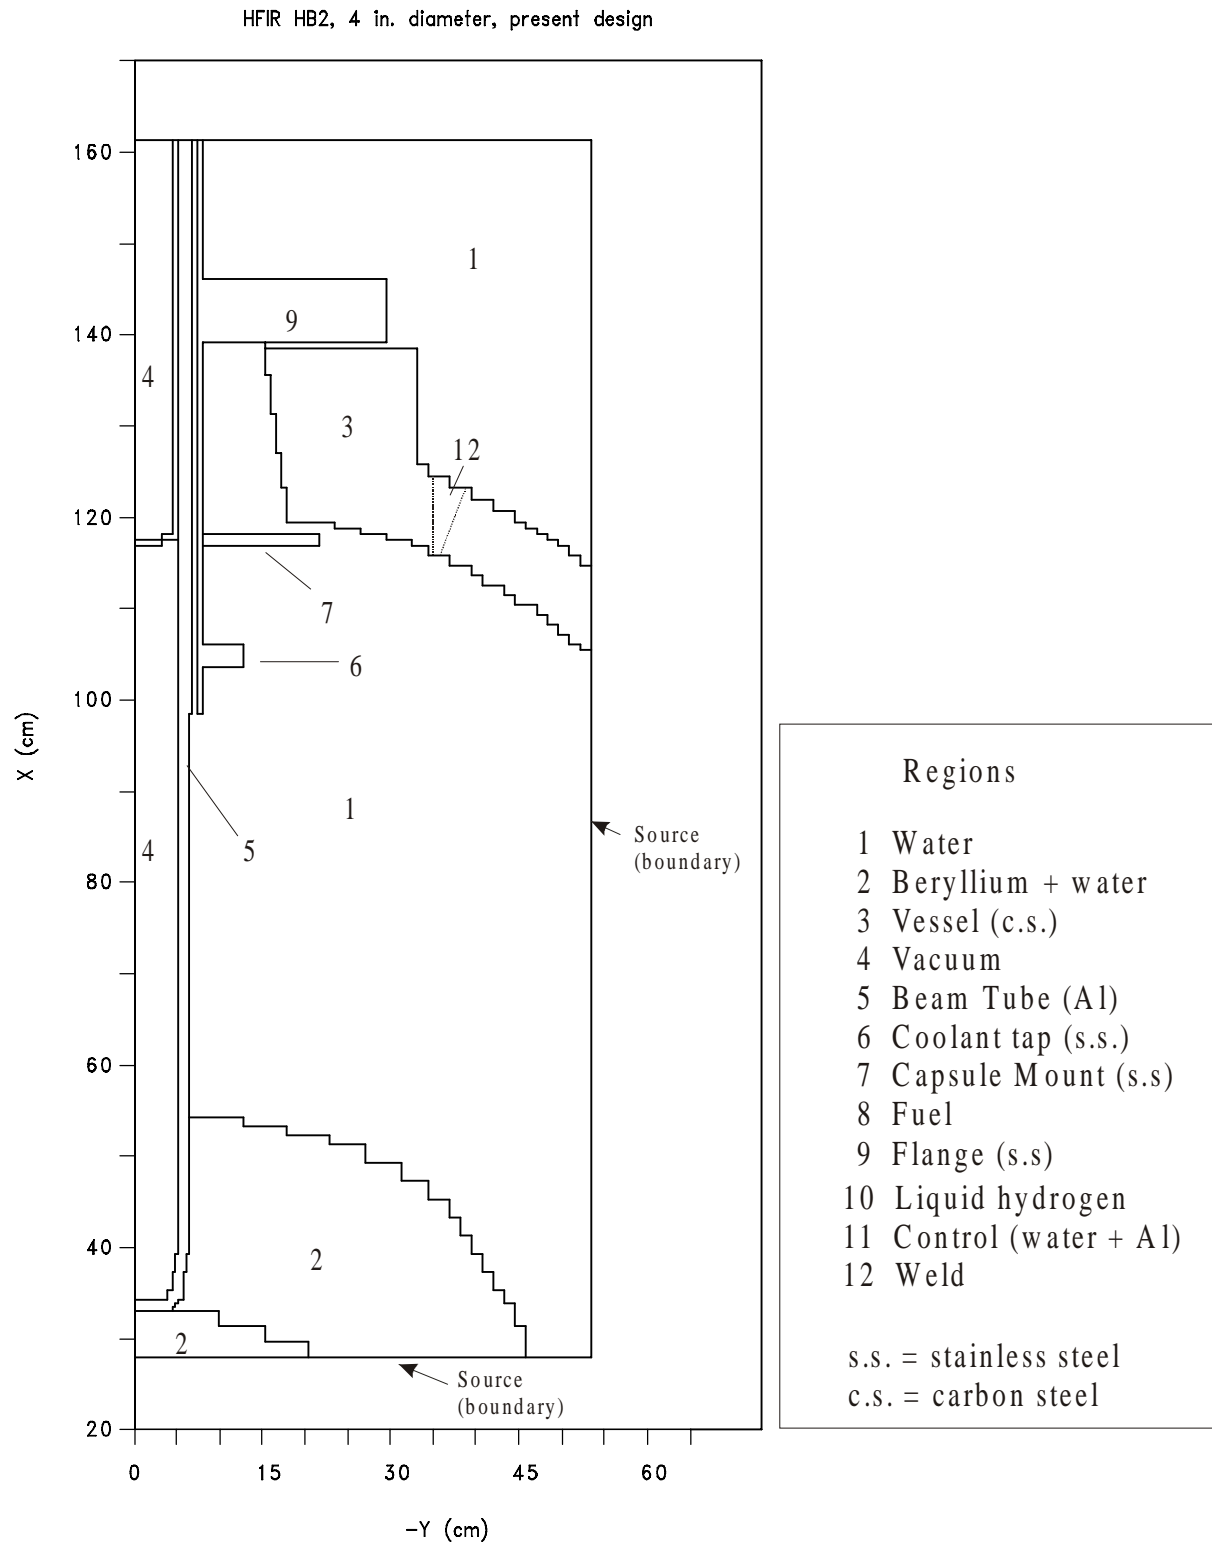 HFIR HB2, 4 in. diameter, present design
160
1
9
140
4
3
12
120
7
6
100
X (cm)
1
5
4
Source
(boundary)
80
60
40
2
2
Source
(boundary)
20
0 15 30 45 60
-Y (cm)
Regions
1 Water
2 Beryllium + water
3 Vessel (c.s.)
4 Vacuum
5 Beam Tube (Al)
6 Coolant tap (s.s.)
7 Capsule Mount (s.s)
8 Fuel
9 Flange (s.s)
10 Liquid hydrogen
11 Control (water + Al)
12 Weld
s.s. = stainless steel
c.s. = carbon steel